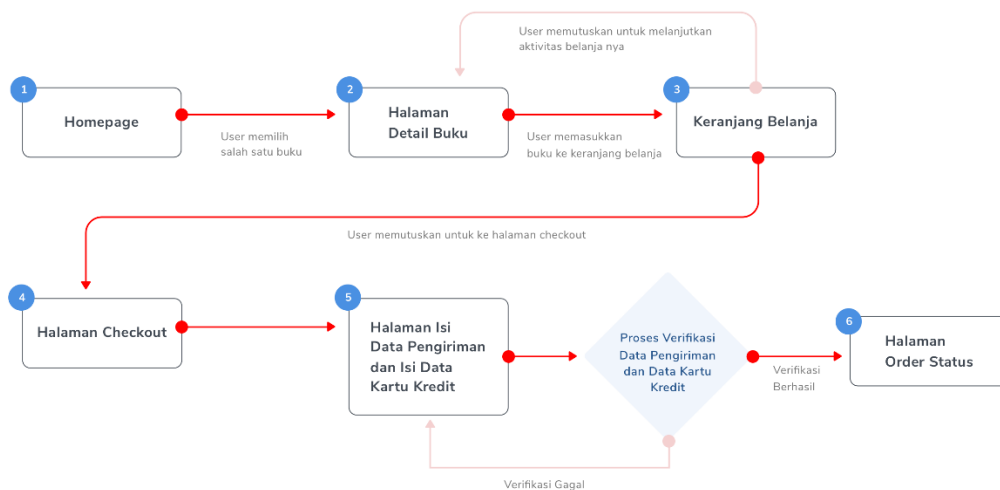 User memutuskan untuk melanjutkan
aktivitas belanja nya
1
Homepage
User memilih
salah satu buku
2
Halaman
Detail Buku
User memasukkan
buku ke keranjang belanja
3
Keranjang Belanja
User memutuskan untuk ke halaman checkout
4
Halaman Checkout
5
Halaman Isi
Data Pengiriman
dan Isi Data
Kartu Kredit
Proses Verifikasi
Data Pengiriman
dan Data Kartu
Kredit
Verifikasi
Berhasil
6
Halaman
Order Status
Verifikasi Gagal